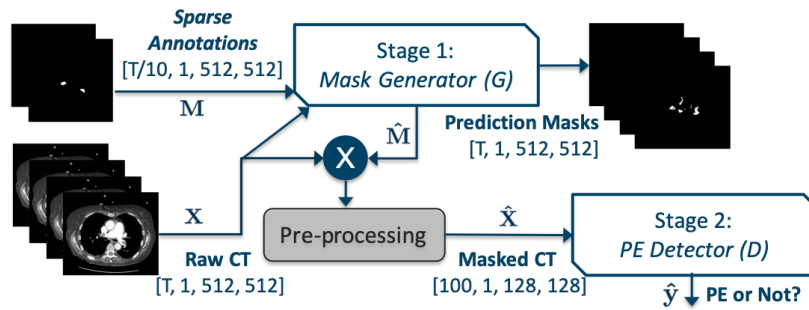 Sparse
Annotations
[T/10, 1, 512, 512]
M
Stage 1:
Mask Generator (G)
M̂
Prediction Masks
[T, 1, 512, 512]
X
X
Raw CT
[T, 1, 512, 512]
Pre-processing
X̂
Masked CT
[100, 1, 128, 128]
Stage 2:
PE Detector (D)
ŷ PE or Not?